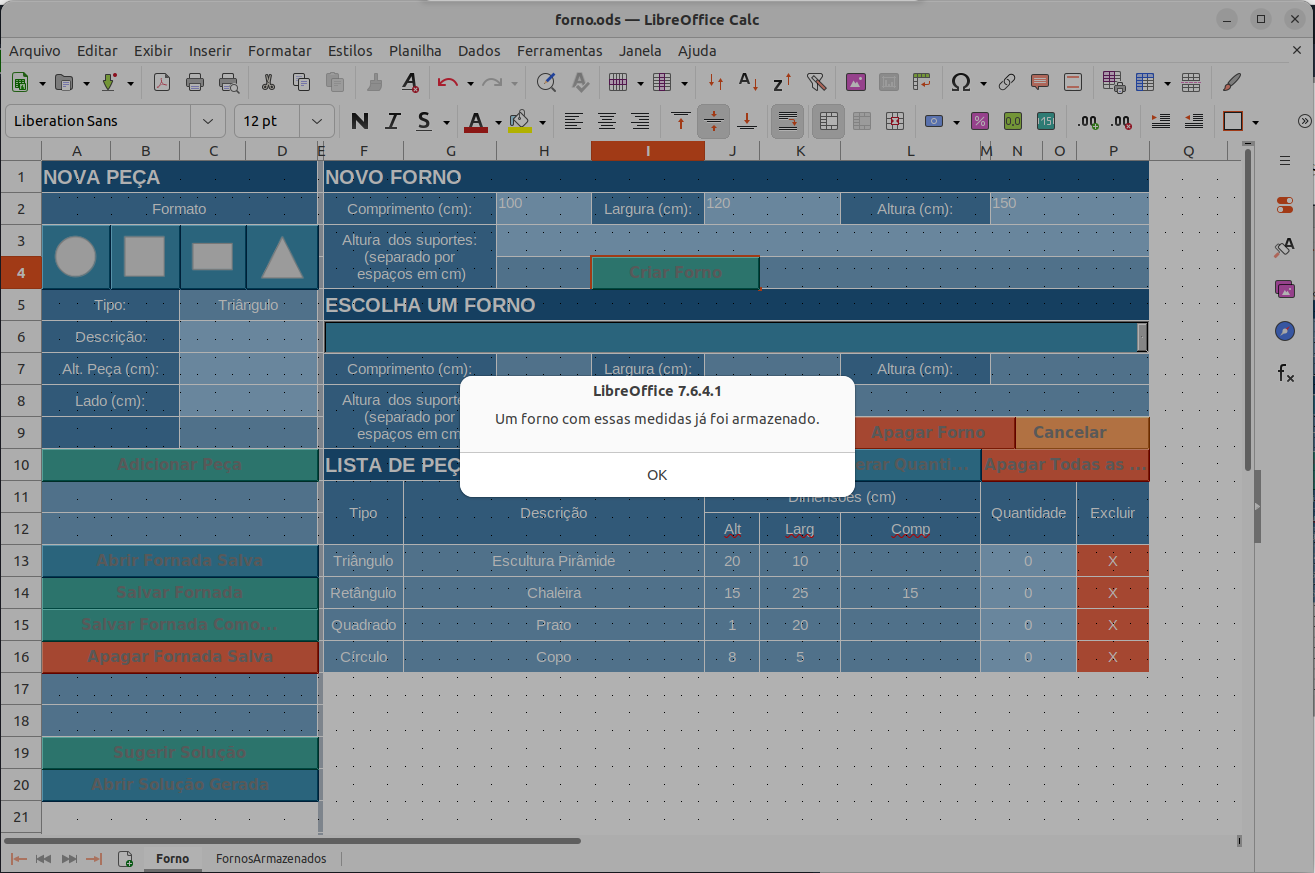 forno.ods — LibreOffice Calc
Arquivo Editar Exibir Inserir Formatar Estilos Planilha Dados Ferramentas Janela Ajuda
Liberation Sans 12 pt N I S A
A B C D E F G H I J K L M N O P Q
1 NOVA PEÇA NOVO FORNO
2 Formato Comprimento (cm): 100 Largura (cm): 120 Altura (cm): 150
3 Altura dos suportes:
(separado por
4 espaços em cm) Criar Forno
5 Tipo: Triângulo ESCOLHA UM FORNO
6 Descrição:
7 Alt. Peça (cm): Comprimento (cm): Largura (cm): Altura (cm):
8 Lado (cm): Altura dos suporte
(separado por
9 espaços em cm Apagar Forno Cancelar
LibreOffice 7.6.4.1
Um forno com essas medidas já foi armazenado.
OK
10 Adicionar Peça LISTA DE PEÇ erar Quanti... Apagar Todas as ...
11 Tipo Descrição Dimensões (cm) Quantidade Excluir
12 Alt Larg Comp
13 Abrir Fornada Salva Triângulo Escultura Pirâmide 20 10 0 X
14 Salvar Fornada Retângulo Chaleira 15 25 15 0 X
15 Salvar Fornada Como... Quadrado Prato 1 20 0 X
16 Apagar Fornada Salva Círculo Copo 8 5 0 X
17
18
19 Sugerir Solução
20 Abrir Solução Gerada
21
Forno FornosArmazenados